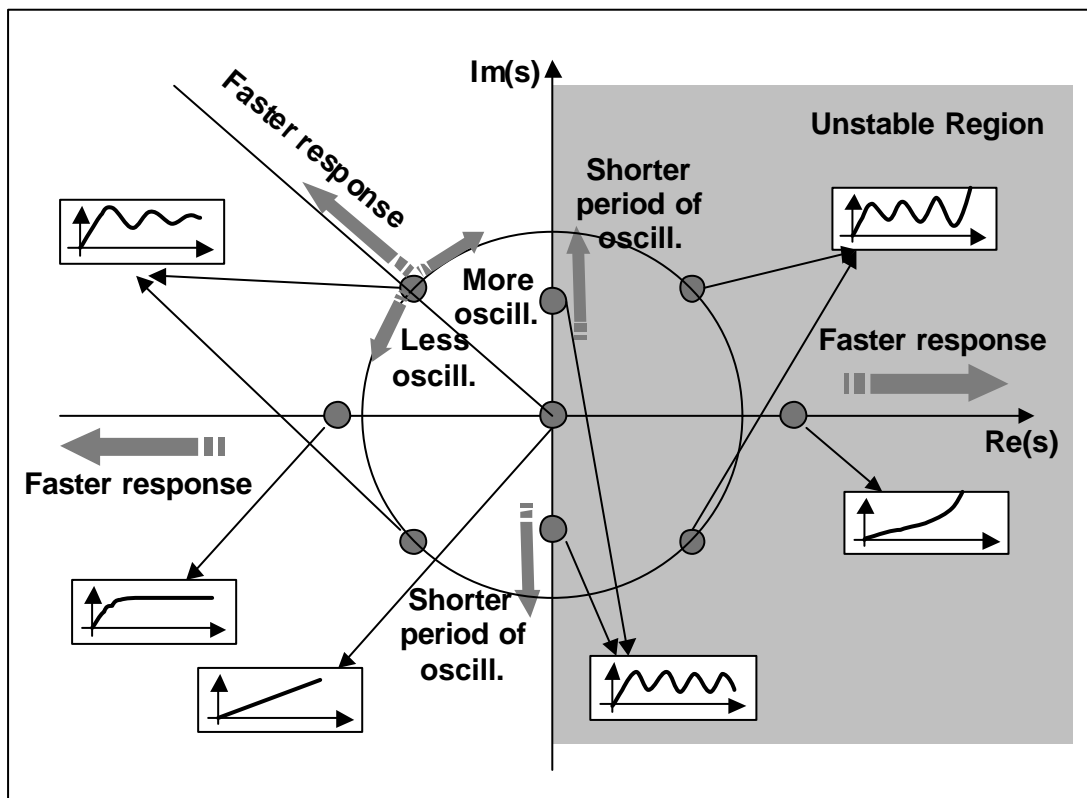 Im(s)
Unstable Region
Faster response
Shorter
period of
oscill.
More
oscill.
Less
oscill.
Faster response
Re(s)
Faster response
Shorter
period of
oscill.